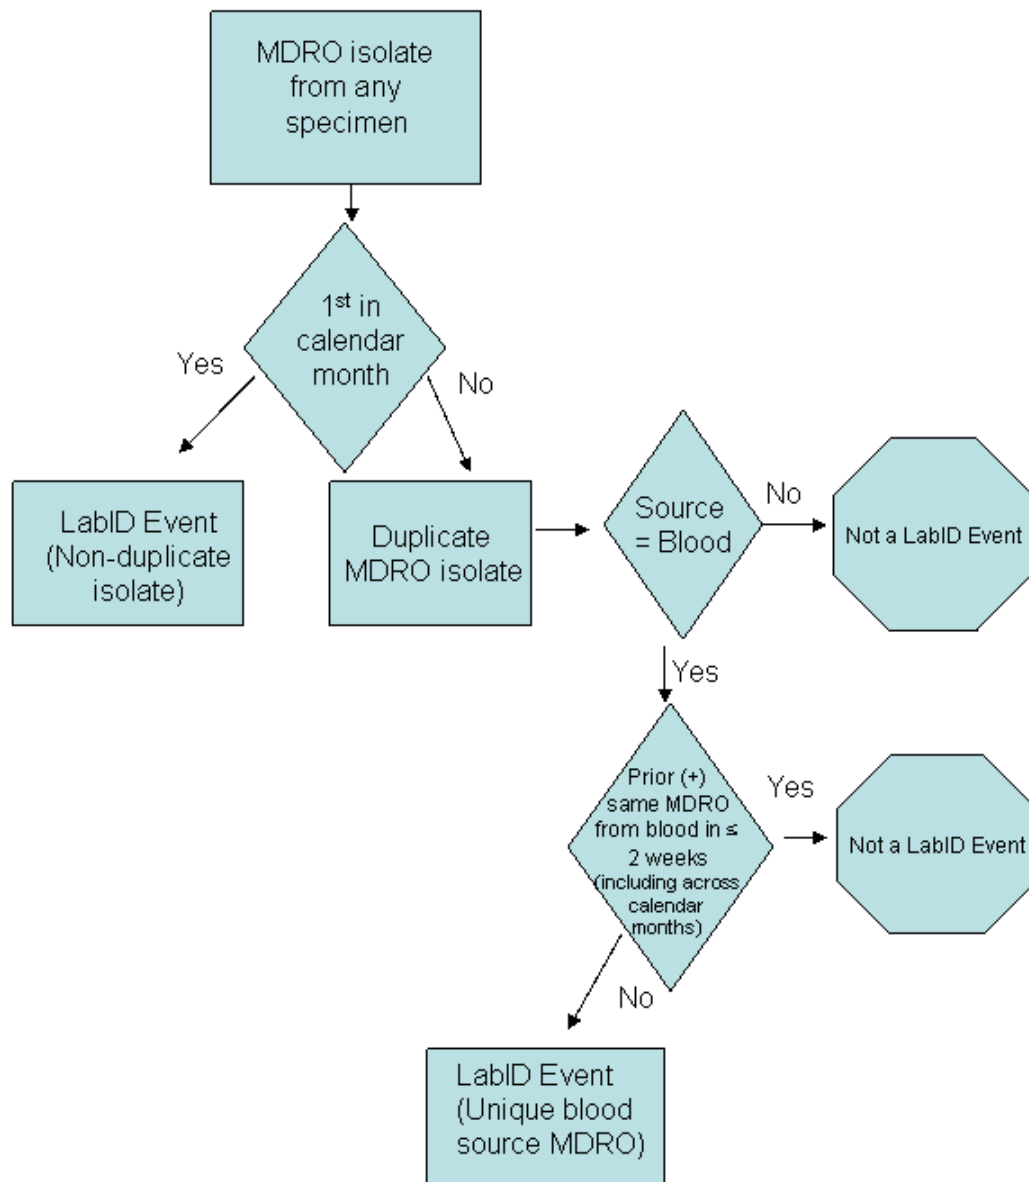 MDRO isolate
from any
specimen
1st in
calendar
month
Yes
No
LabID Event
(Non-duplicate
isolate)
Duplicate
MDRO isolate
Source
= Blood
No
Not a LabID Event
Yes
Prior (+)
same MDRO
from blood in ≤
2 weeks
(including across
calendar
months)
Yes
Not a LabID Event
No
LabID Event
(Unique blood
source MDRO)